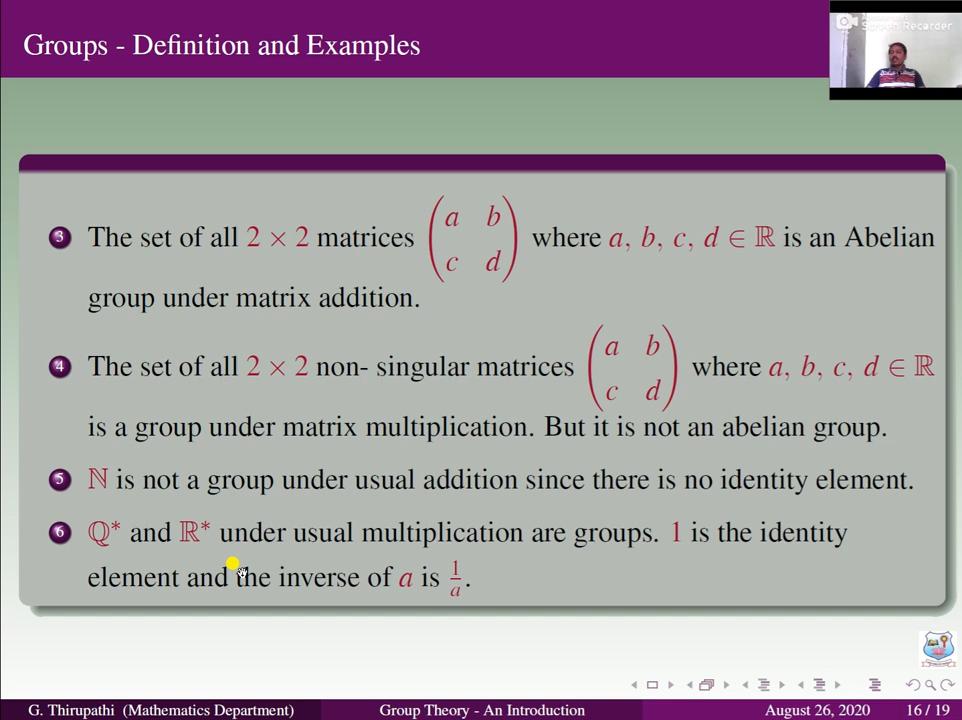 Groups - Definition and Examples
Screen Recorder
3 The set of all 2 × 2 matrices (a b
c d) where a, b, c, d ∈ ℝ is an Abelian
group under matrix addition.
4 The set of all 2 × 2 non- singular matrices (a b
c d) where a, b, c, d ∈ ℝ
is a group under matrix multiplication. But it is not an abelian group.
5 ℕ is not a group under usual addition since there is no identity element.
6 ℚ* and ℝ* under usual multiplication are groups. 1 is the identity
element and the inverse of a is 1/a.
G. Thirupathi (Mathematics Department) Group Theory - An Introduction August 26, 2020 16 / 19